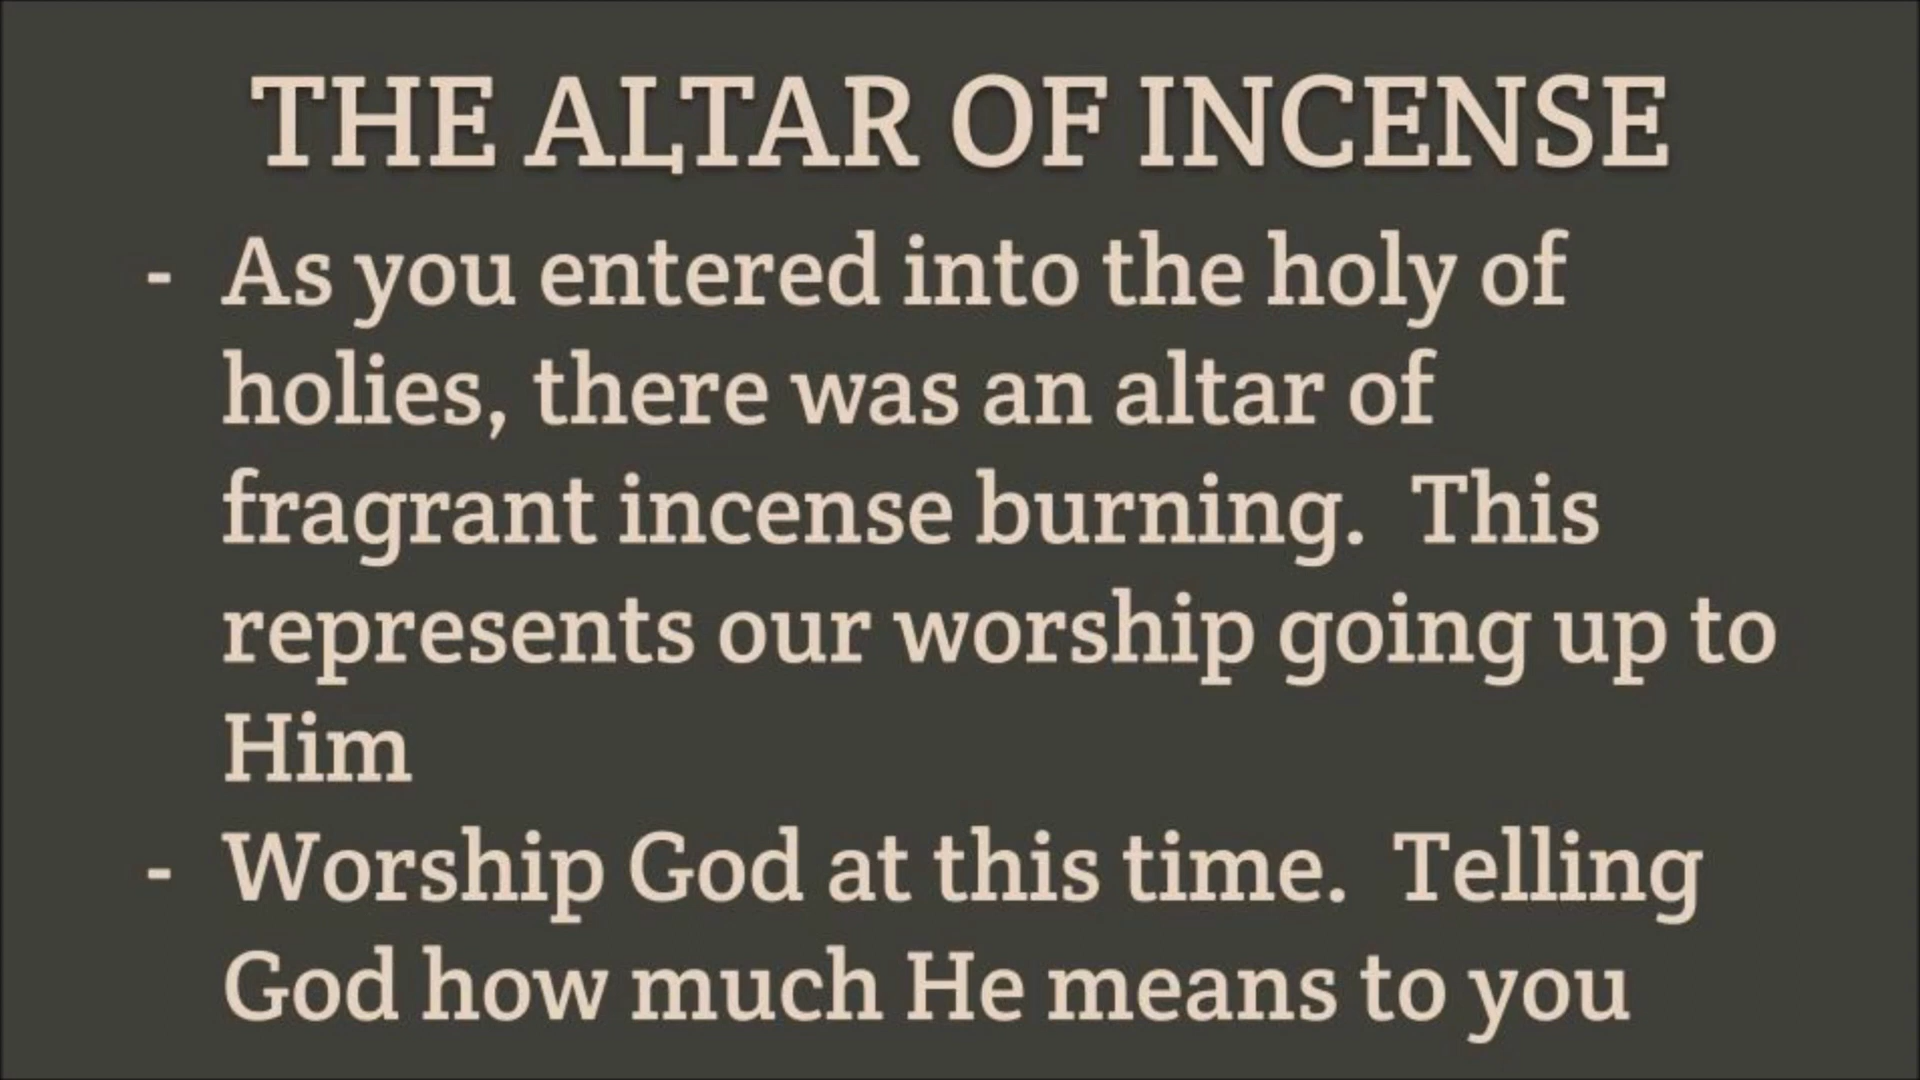 THE ALTAR OF INCENSE
- As you entered into the holy of
holies, there was an altar of
fragrant incense burning.  This
represents our worship going up to
Him
- Worship God at this time.  Telling
God how much He means to you